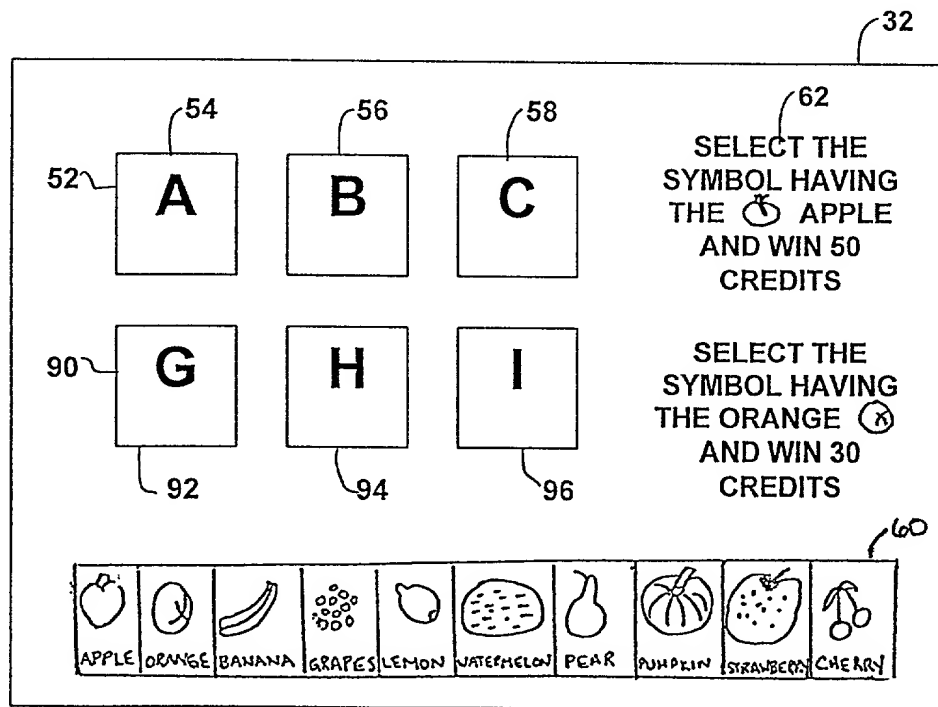 32
54
56
58
62
52
A
B
C
SELECT THE
SYMBOL HAVING
THE APPLE
AND WIN 50
CREDITS
90
G
H
I
SELECT THE
SYMBOL HAVING
THE ORANGE
AND WIN 30
CREDITS
92
94
96
60
APPLE ORANGE BANANA GRAPES LEMON WATERMELON PEAR PUMPKIN STRAWBERRY CHERRY